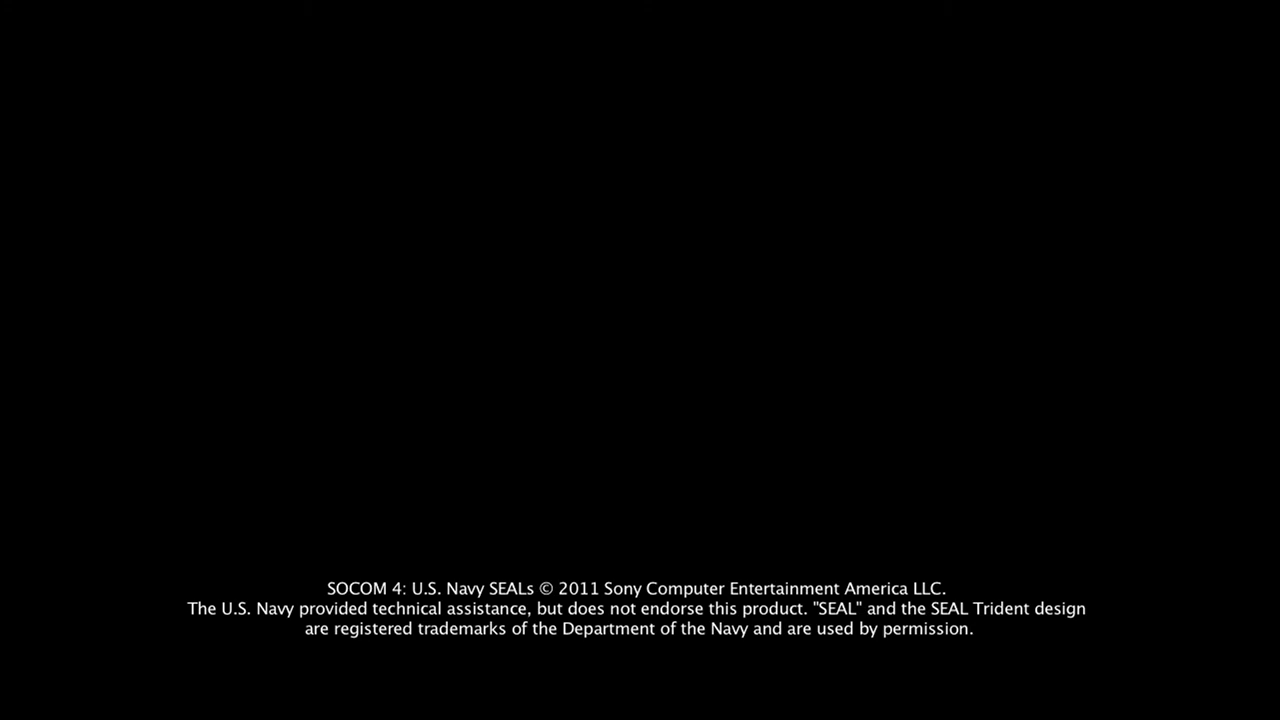 SOCOM 4: U.S. Navy SEALs © 2011 Sony Computer Entertainment America LLC.
The U.S. Navy provided technical assistance, but does not endorse this product. "SEAL" and the SEAL Trident design
are registered trademarks of the Department of the Navy and are used by permission.